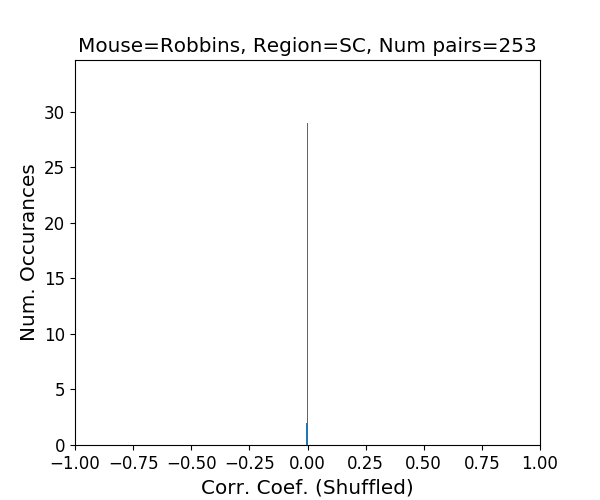 Mouse=Robbins, Region=SC, Num pairs=253
30
25
20
15
10
5
0
Num. Occurances
−1.00 −0.75 −0.50 −0.25 0.00 0.25 0.50 0.75 1.00
Corr. Coef. (Shuffled)